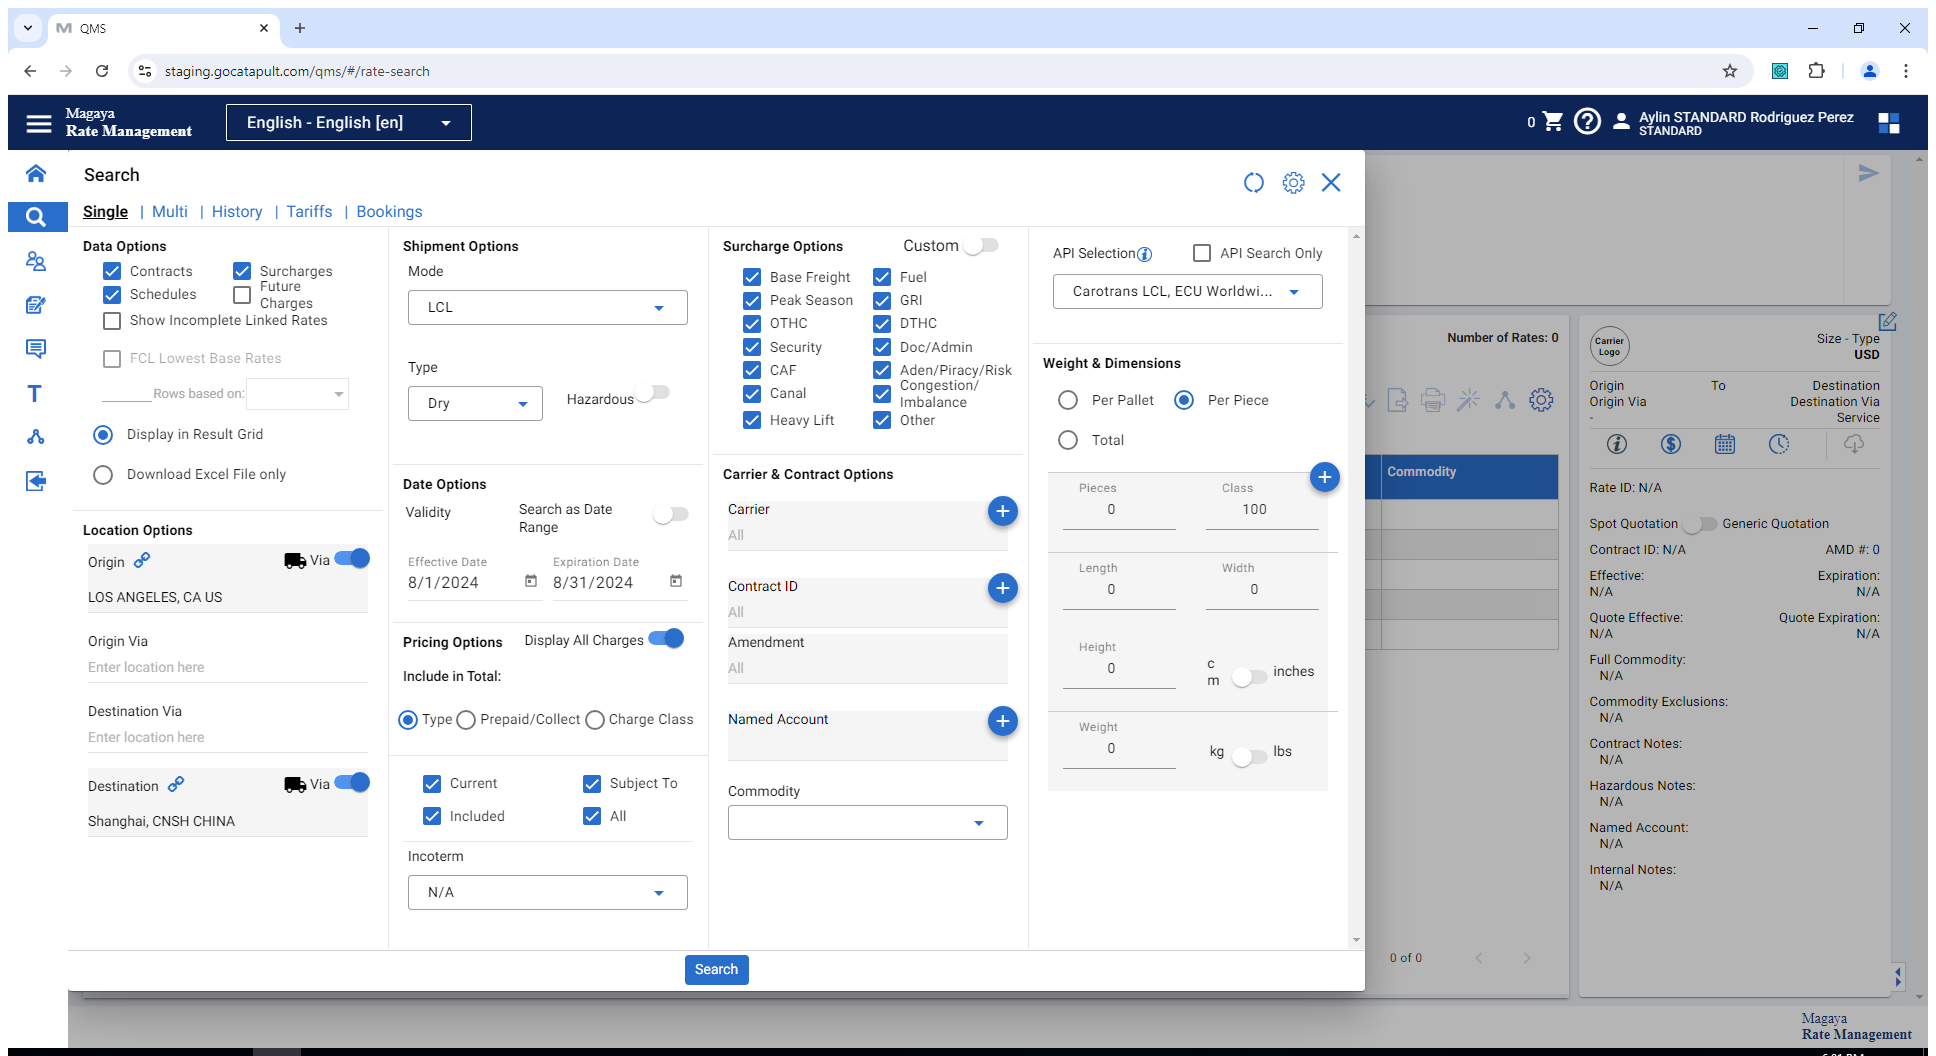 QMS
staging.gocatapult.com/qms/#/rate-search
Magaya
Rate Management
English - English [en]
0
Aylin STANDARD Rodriguez Perez
STANDARD
Search
Single | Multi | History | Tariffs | Bookings
Data Options
Contracts
Surcharges
Schedules
Future
Charges
Show Incomplete Linked Rates
FCL Lowest Base Rates
Rows based on:
Display in Result Grid
Download Excel File only
Location Options
Origin
Via
LOS ANGELES, CA US
Origin Via
Enter location here
Destination Via
Enter location here
Destination
Via
Shanghai, CNSH CHINA
Shipment Options
Mode
LCL
Type
Dry
Hazardous
Date Options
Validity
Search as Date
Range
Effective Date
8/1/2024
Expiration Date
8/31/2024
Pricing Options
Display All Charges
Include in Total:
Type
Prepaid/Collect
Charge Class
Current
Subject To
Included
All
Incoterm
N/A
Surcharge Options
Custom
Base Freight
Fuel
Peak Season
GRI
OTHC
DTHC
Security
Doc/Admin
CAF
Aden/Piracy/Risk
Canal
Congestion/
Imbalance
Heavy Lift
Other
Carrier & Contract Options
Carrier
All
Contract ID
All
Amendment
All
Named Account
Commodity
API Selection
API Search Only
Carotrans LCL, ECU Worldwi...
Weight & Dimensions
Per Pallet
Per Piece
Total
Pieces
0
Class
100
Length
0
Width
0
Height
0
c
m
inches
Weight
0
kg
lbs
Search
Number of Rates: 0
Commodity
0 of 0
Carrier
Logo
Size - Type
USD
Origin
To
Destination
Origin Via
Destination Via
-
Service
Rate ID: N/A
Spot Quotation
Generic Quotation
Contract ID: N/A
AMD #: 0
Effective:
N/A
Expiration:
N/A
Quote Effective:
N/A
Quote Expiration:
N/A
Full Commodity:
N/A
Commodity Exclusions:
N/A
Contract Notes:
N/A
Hazardous Notes:
N/A
Named Account:
N/A
Internal Notes:
N/A
Magaya
Rate Management